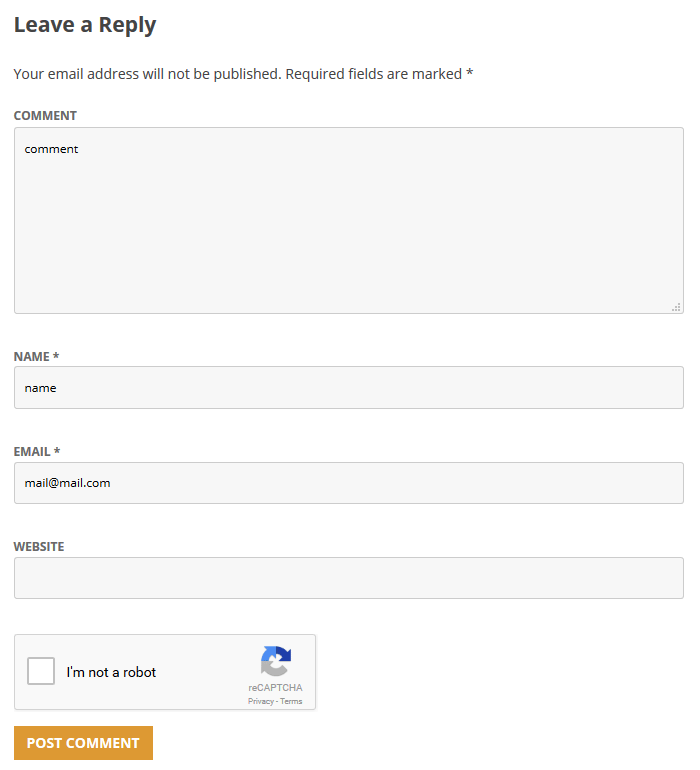 Leave a Reply
Your email address will not be published. Required fields are marked *
COMMENT
comment
NAME *
name
EMAIL *
mail@mail.com
WEBSITE
I'm not a robot
reCAPTCHA
Privacy - Terms
POST COMMENT